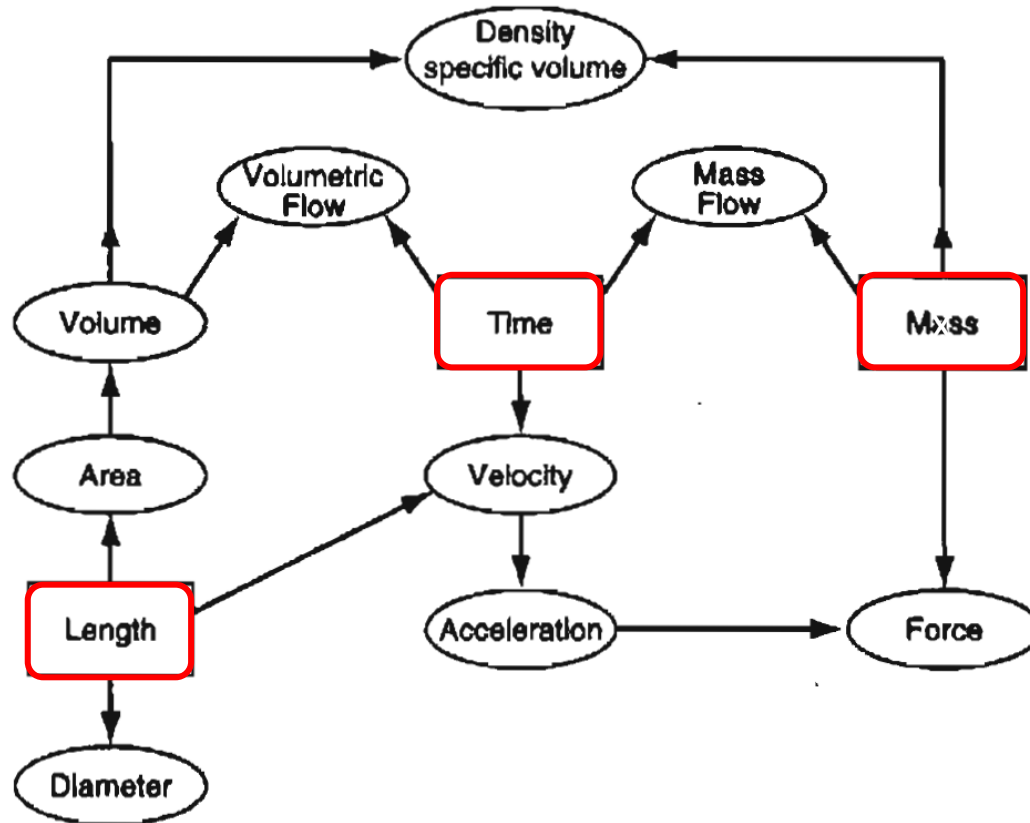 Density
specific volume
Volumetric
Flow
Mass
Flow
Volume
Time
Mass
Area
Velocity
Length
Acceleration
Force
Diameter